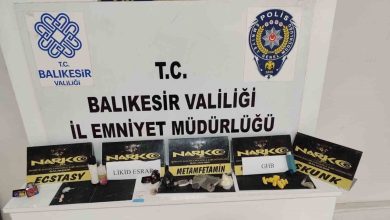 T.C.
BALIKESİR
VALİLİĞİ
POLİS
T.C.
BALIKESİR VALİLİĞİ
İL EMNİYET MÜDÜRLÜĞÜ
NARKO
NARKO
NARKO
NARKO
NARKO
ECSTASY
LİKİD ESRAR
METAMFETAMİN
GHB
SKUNK